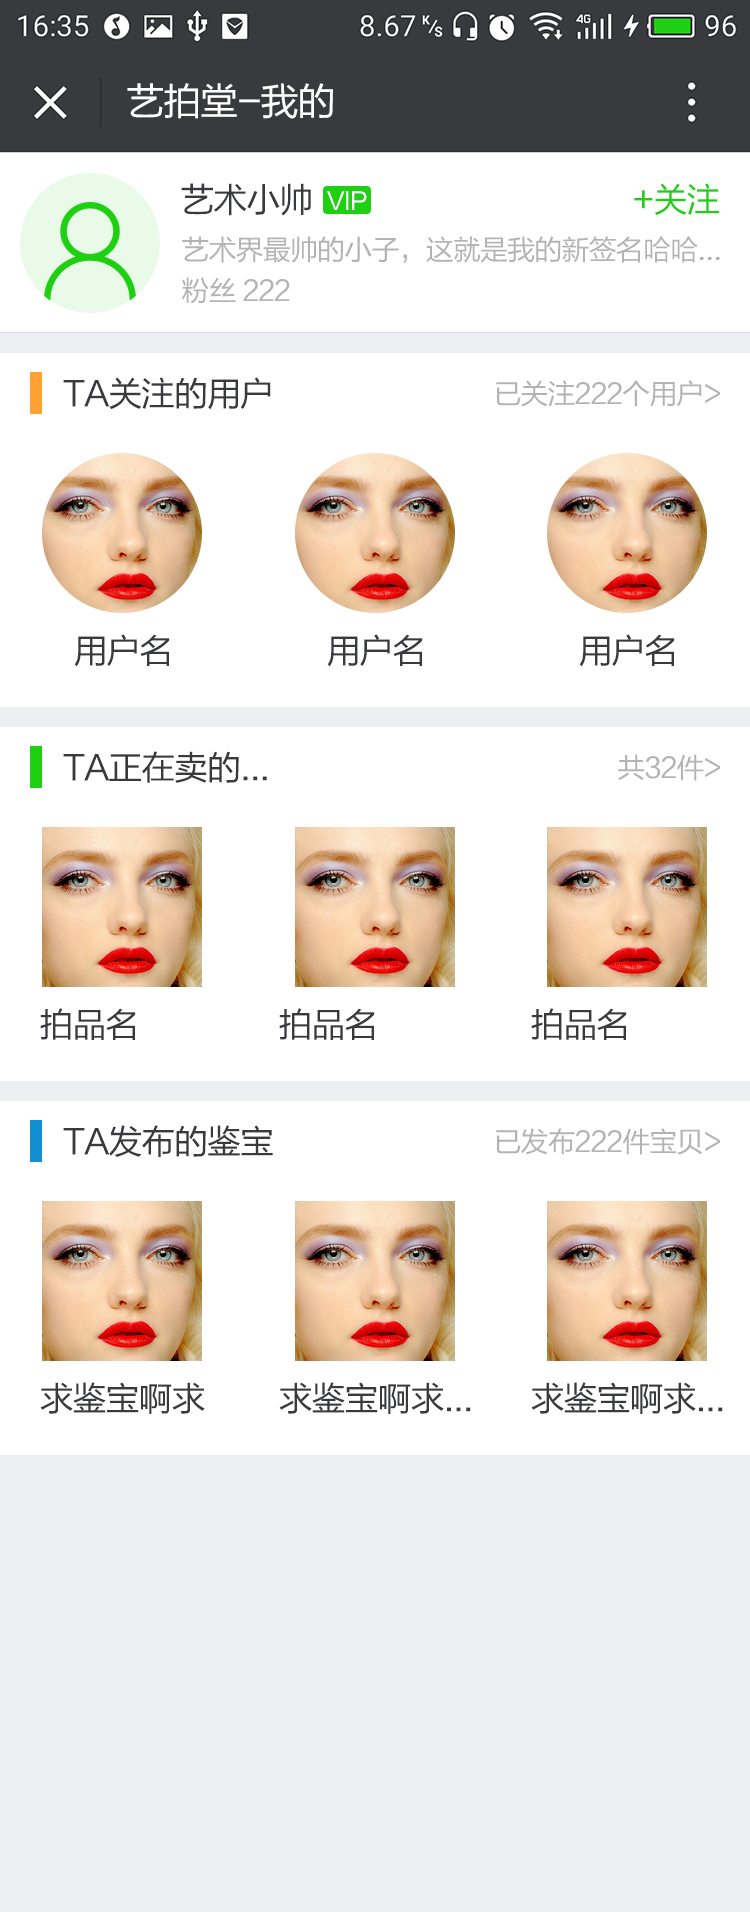 16:35 8.67 K/s 4G 96
艺拍堂-我的
艺术小帅 VIP +关注
艺术界最帅的小子，这就是我的新签名哈哈...
粉丝 222
TA关注的用户 已关注222个用户>
用户名 用户名 用户名
TA正在卖的... 共32件>
拍品名 拍品名 拍品名
TA发布的鉴宝 已发布222件宝贝>
求鉴宝啊求 求鉴宝啊求... 求鉴宝啊求...